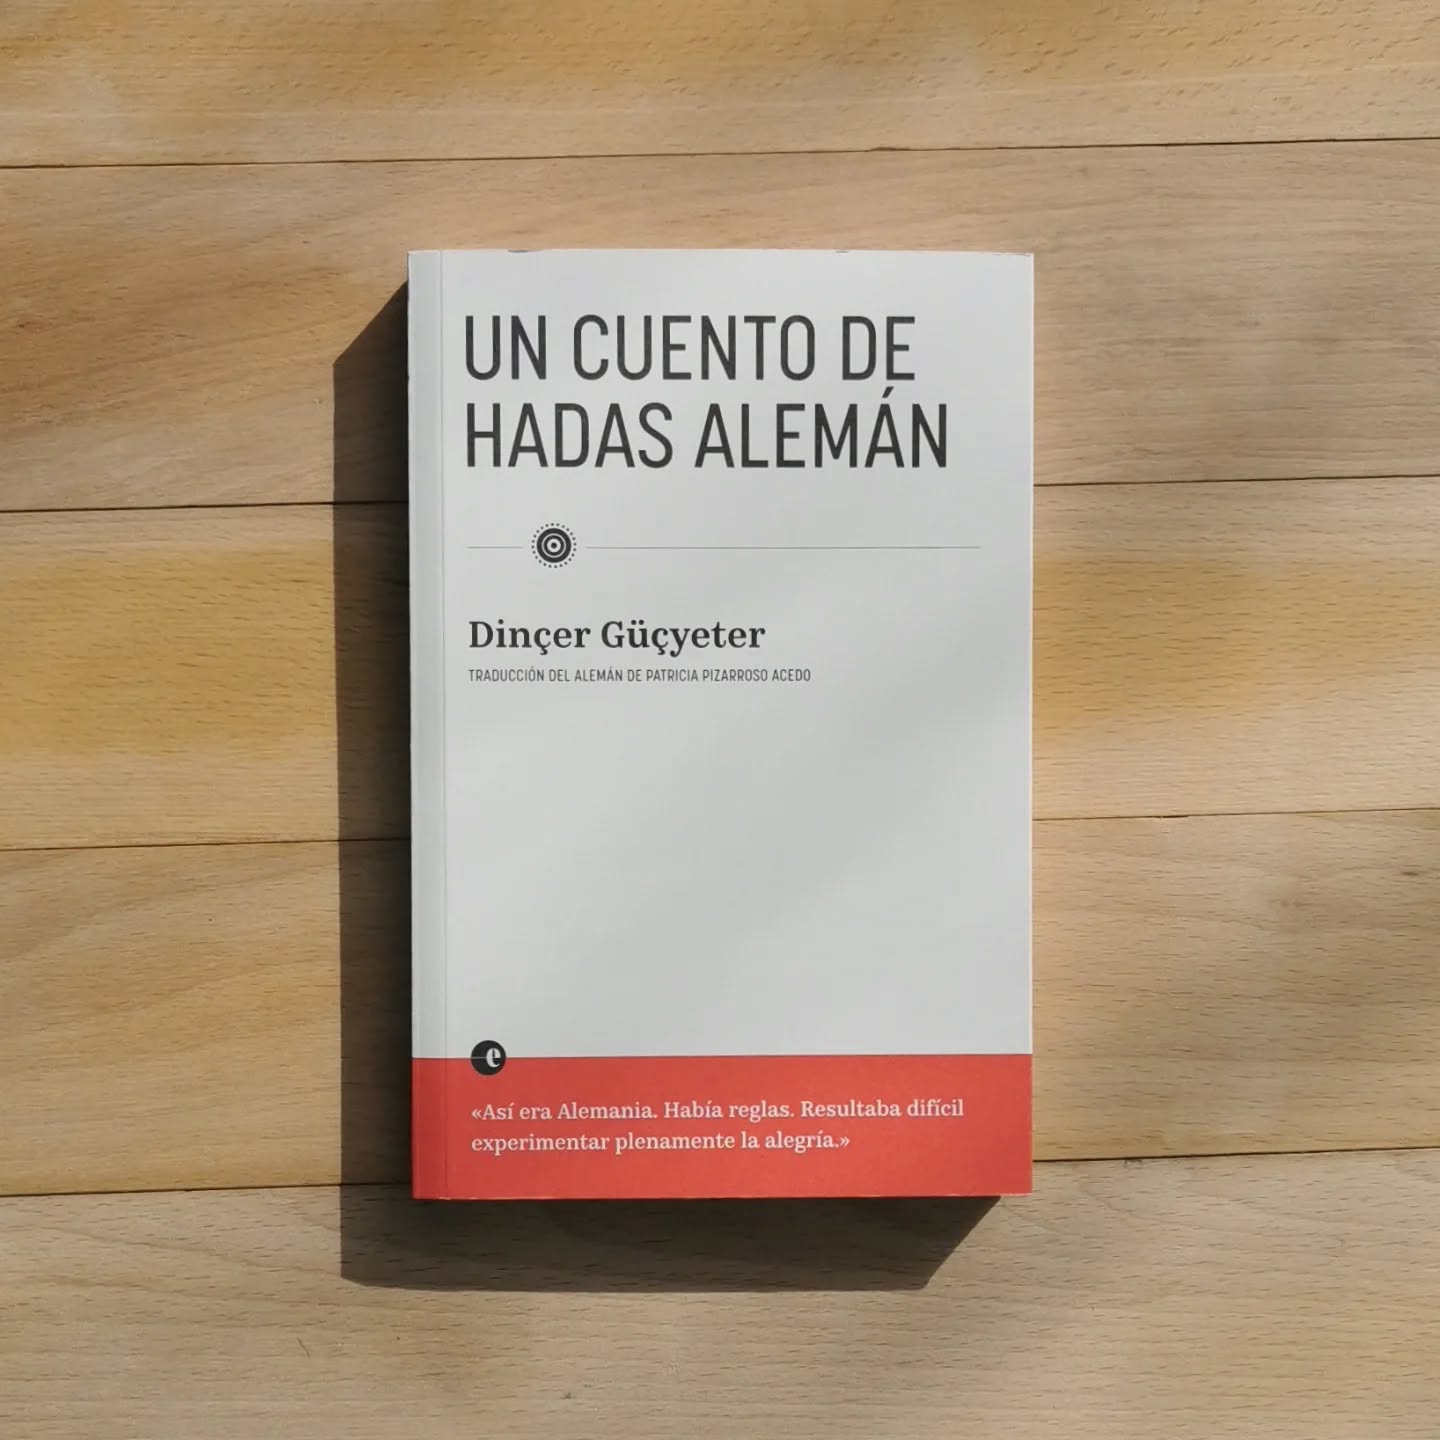 UN CUENTO DE
HADAS ALEMÁN
Dinçer Güçyeter
TRADUCCIÓN DEL ALEMÁN DE PATRICIA PIZARROSO ACEDO
e
«Así era Alemania. Había reglas. Resultaba difícil
experimentar plenamente la alegría.»